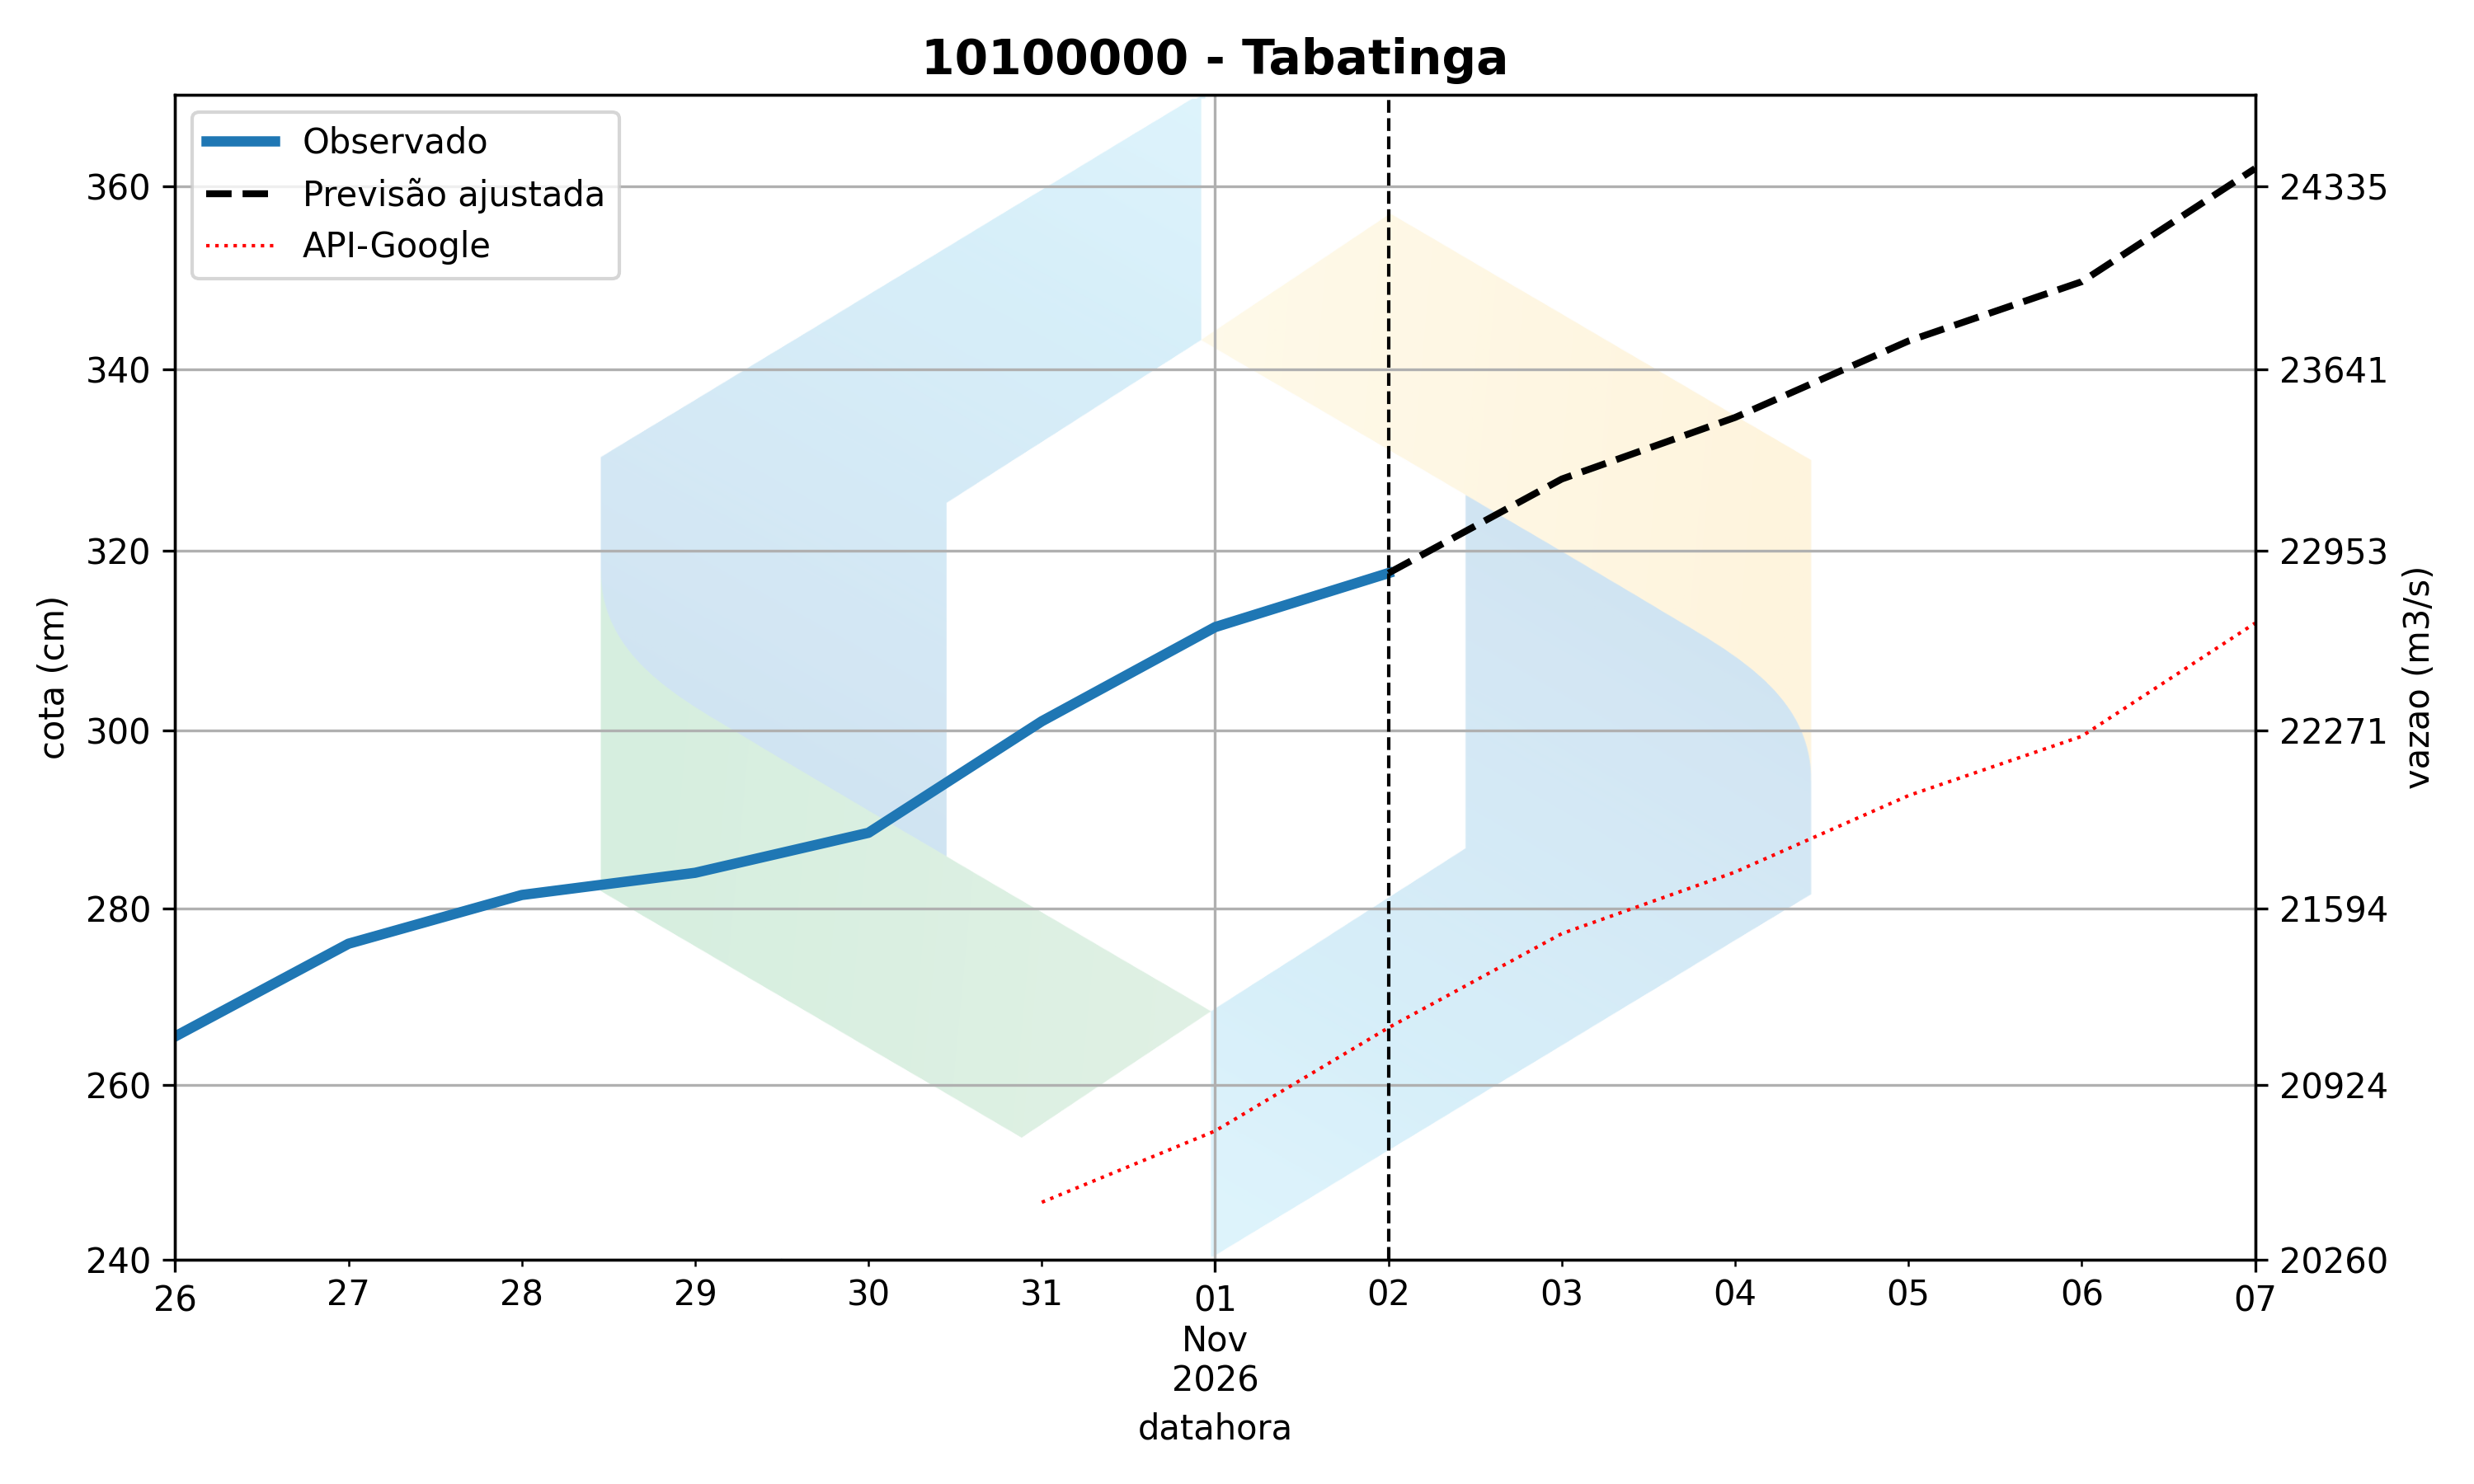 10100000 - Tabatinga
Observado
Previsão ajustada
API-Google
360
340
320
300
280
260
240
cota (cm)
24335
23641
22953
22271
21594
20924
20260
vazao (m3/s)
26 27 28 29 30 31 01 02 03 04 05 06 07
Nov
2026
datahora